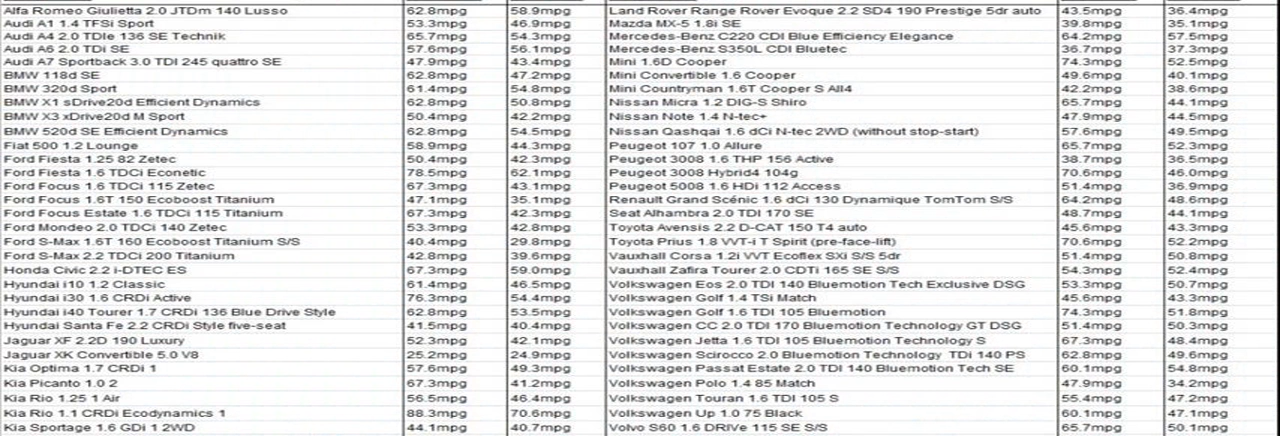 Alfa Romeo Giulietta 2.0 JTDm 140 Lusso 62.8mpg 58.9mpg Land Rover Range Rover Evoque 2.2 SD4 190 Prestige 5dr auto 43.5mpg 36.4mpg
Audi A1 1.4 TFSi Sport 53.3mpg 46.9mpg Mazda MX-5 1.8i SE 39.8mpg 35.1mpg
Audi A4 2.0 TDIe 136 SE Technik 65.7mpg 54.3mpg Mercedes-Benz C220 CDI Blue Efficiency Elegance 64.2mpg 57.5mpg
Audi A6 2.0 TDi SE 57.6mpg 56.1mpg Mercedes-Benz S350L CDI Bluetec 36.7mpg 37.3mpg
Audi A7 Sportback 3.0 TDI 245 quattro SE 47.9mpg 43.4mpg Mini 1.6D Cooper 74.3mpg 52.5mpg
BMW 118d SE 62.8mpg 47.2mpg Mini Convertible 1.6 Cooper 49.6mpg 40.1mpg
BMW 320d Sport 61.4mpg 54.8mpg Mini Countryman 1.6T Cooper S All4 42.2mpg 38.6mpg
BMW X1 sDrive20d Efficient Dynamics 62.8mpg 50.8mpg Nissan Micra 1.2 DIG-S Shiro 65.7mpg 44.1mpg
BMW X3 xDrive20d M Sport 50.4mpg 42.2mpg Nissan Note 1.4 N-tec+ 47.9mpg 44.5mpg
BMW 520d SE Efficient Dynamics 62.8mpg 54.5mpg Nissan Qashqai 1.6 dCi N-tec 2WD (without stop-start) 57.6mpg 49.5mpg
Fiat 500 1.2 Lounge 58.9mpg 44.3mpg Peugeot 107 1.0 Allure 65.7mpg 52.3mpg
Ford Fiesta 1.25 82 Zetec 50.4mpg 42.3mpg Peugeot 3008 1.6 THP 156 Active 38.7mpg 36.5mpg
Ford Fiesta 1.6 TDCi Econetic 78.5mpg 62.1mpg Peugeot 3008 Hybrid4 104g 70.6mpg 46.0mpg
Ford Focus 1.6 TDCi 115 Zetec 67.3mpg 43.1mpg Peugeot 5008 1.6 HDi 112 Access 51.4mpg 36.9mpg
Ford Focus 1.6T 150 Ecoboost Titanium 47.1mpg 35.1mpg Renault Grand Scénic 1.6 dCi 130 Dynamique TomTom S/S 64.2mpg 48.6mpg
Ford Focus Estate 1.6 TDCi 115 Titanium 67.3mpg 42.3mpg Seat Alhambra 2.0 TDI 170 SE 48.7mpg 44.1mpg
Ford Mondeo 2.0 TDCi 140 Zetec 53.3mpg 42.8mpg Toyota Avensis 2.2 D-CAT 150 T4 auto 45.6mpg 43.3mpg
Ford S-Max 1.6T 160 Ecoboost Titanium S/S 40.4mpg 29.8mpg Toyota Prius 1.8 VVT-i T Spirit (pre-face-lift) 70.6mpg 52.2mpg
Ford S-Max 2.2 TDCi 200 Titanium 42.8mpg 39.6mpg Vauxhall Corsa 1.2i VVT Ecoflex SXi S/S 5dr 51.4mpg 50.8mpg
Honda Civic 2.2 i-DTEC ES 67.3mpg 59.0mpg Vauxhall Zafira Tourer 2.0 CDTi 165 SE S/S 54.3mpg 52.4mpg
Hyundai i10 1.2 Classic 61.4mpg 46.5mpg Volkswagen Eos 2.0 TDI 140 Bluemotion Tech Exclusive DSG 53.3mpg 50.7mpg
Hyundai i30 1.6 CRDi Active 76.3mpg 54.4mpg Volkswagen Golf 1.4 TSi Match 45.6mpg 43.3mpg
Hyundai i40 Tourer 1.7 CRDi 136 Blue Drive Style 62.8mpg 53.5mpg Volkswagen Golf 1.6 TDI 105 Bluemotion 74.3mpg 51.8mpg
Hyundai Santa Fe 2.2 CRDi Style five-seat 41.5mpg 40.4mpg Volkswagen CC 2.0 TDI 170 Bluemotion Technology GT DSG 51.4mpg 50.3mpg
Jaguar XF 2.2D 190 Luxury 52.3mpg 42.1mpg Volkswagen Jetta 1.6 TDI 105 Bluemotion Technology S 67.3mpg 48.4mpg
Jaguar XK Convertible 5.0 V8 25.2mpg 24.9mpg Volkswagen Scirocco 2.0 Bluemotion Technology TDi 140 PS 62.8mpg 49.6mpg
Kia Optima 1.7 CRDi 1 57.6mpg 49.3mpg Volkswagen Passat Estate 2.0 TDI 140 Bluemotion Tech SE 60.1mpg 54.8mpg
Kia Picanto 1.0 2 67.3mpg 41.2mpg Volkswagen Polo 1.4 85 Match 47.9mpg 34.2mpg
Kia Rio 1.25 1 Air 56.5mpg 46.4mpg Volkswagen Touran 1.6 TDI 105 S 55.4mpg 47.2mpg
Kia Rio 1.1 CRDi Ecodynamics 1 88.3mpg 70.6mpg Volkswagen Up 1.0 75 Black 60.1mpg 47.1mpg
Kia Sportage 1.6 GDi 1 2WD 44.1mpg 40.7mpg Volvo S60 1.6 DRIVe 115 SE S/S 65.7mpg 50.1mpg